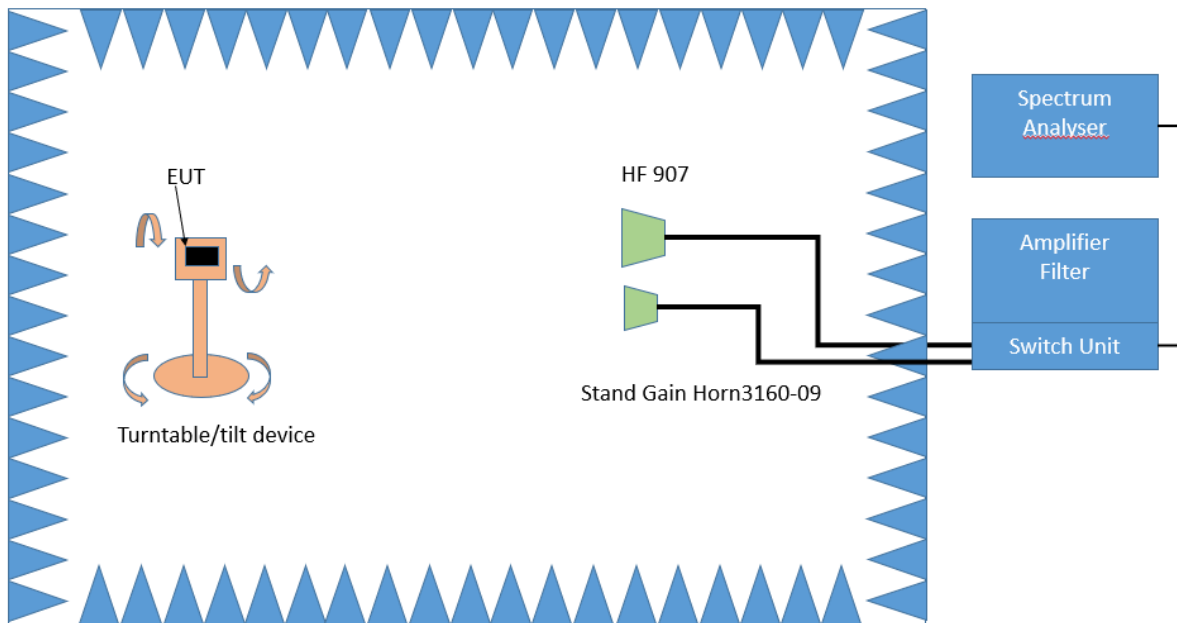 Spectrum
Analyser
EUT
HF 907
Amplifier
Filter
Switch Unit
Stand Gain Horn3160-09
Turntable/tilt device